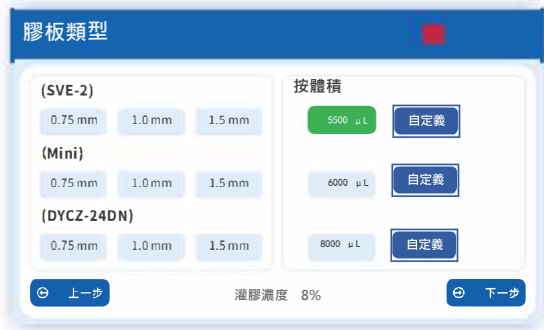 膠板類型
(SVE-2)
0.75 mm 1.0 mm 1.5 mm
(Mini)
0.75 mm 1.0 mm 1.5 mm
(DYCZ-24DN)
0.75 mm 1.0 mm 1.5 mm
按體積
5500 μL 自定義
6000 μL 自定義
8000 μL 自定義
上一步
灌膠濃度 8%
下一步